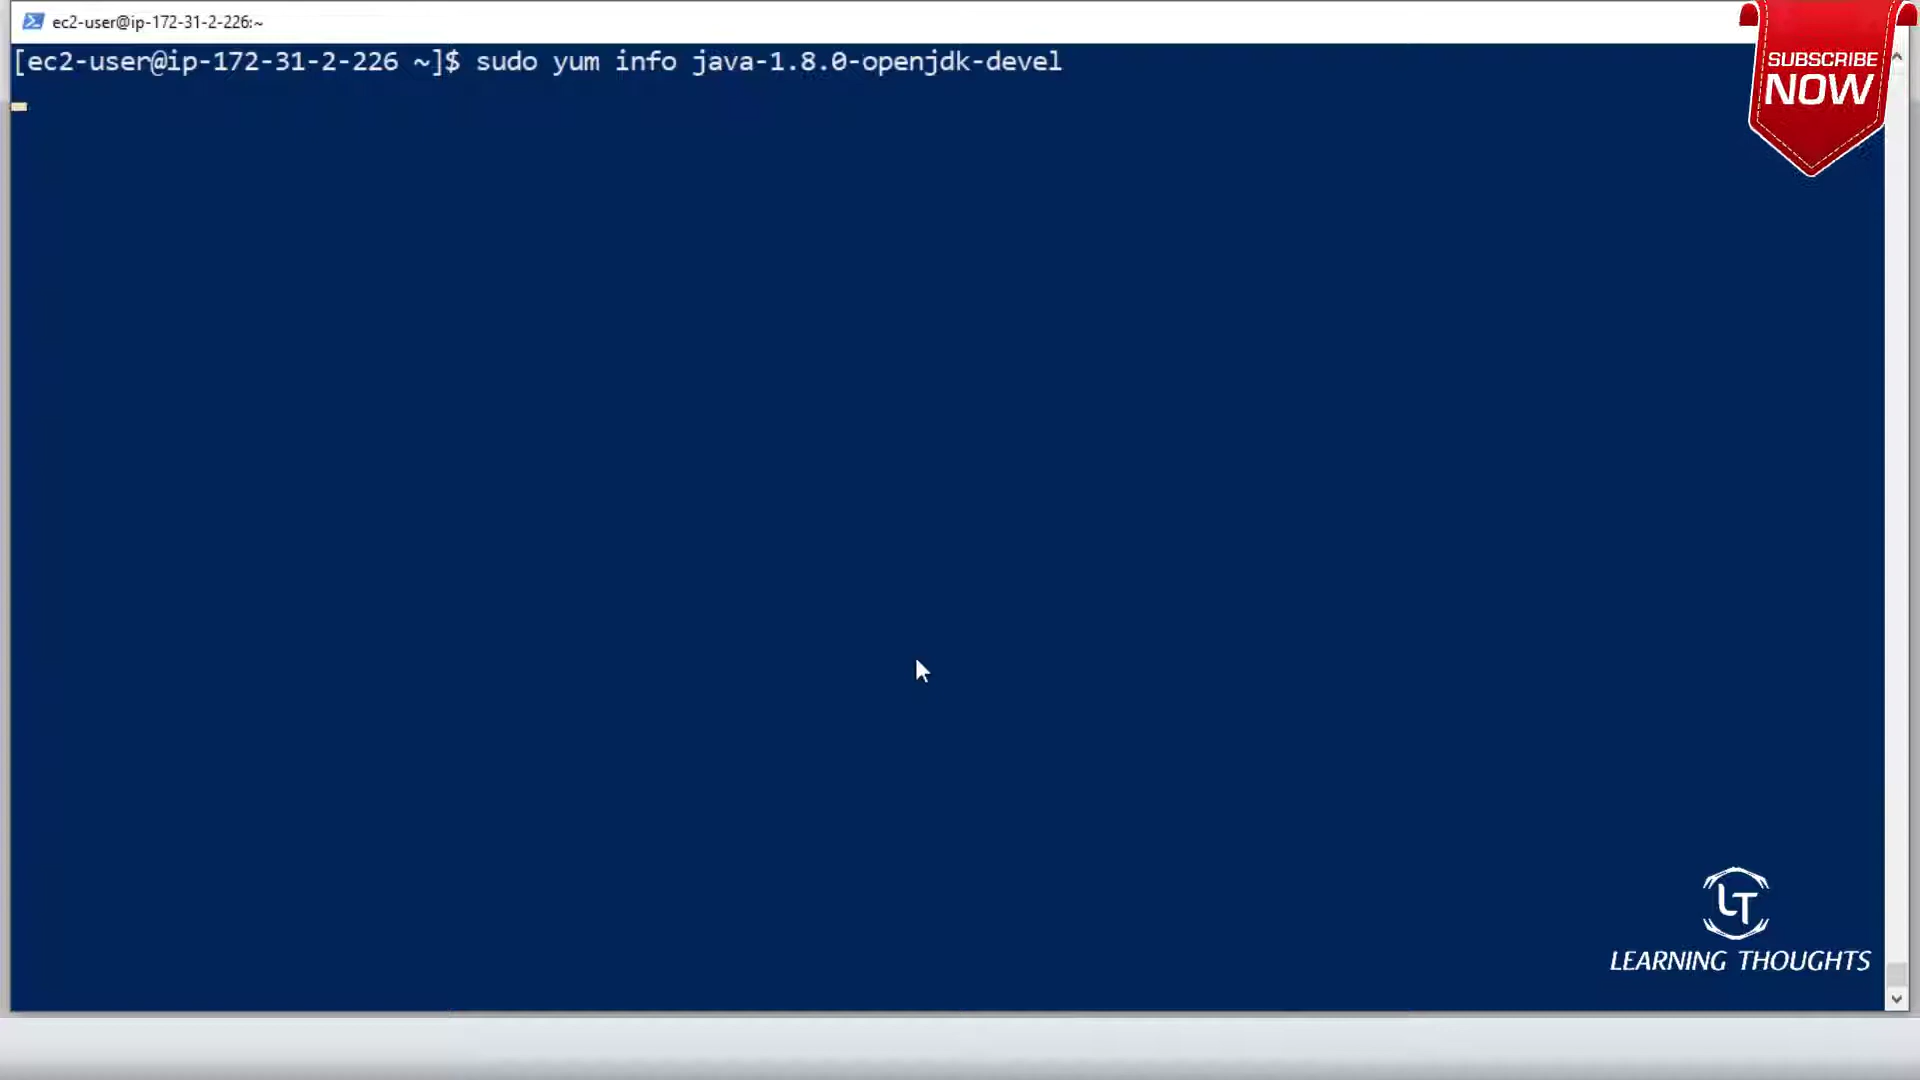 ec2-user@ip-172-31-2-226:~
[ec2-user@ip-172-31-2-226 ~]$ sudo yum info java-1.8.0-openjdk-devel
SUBSCRIBE
NOW
LT
LEARNING THOUGHTS